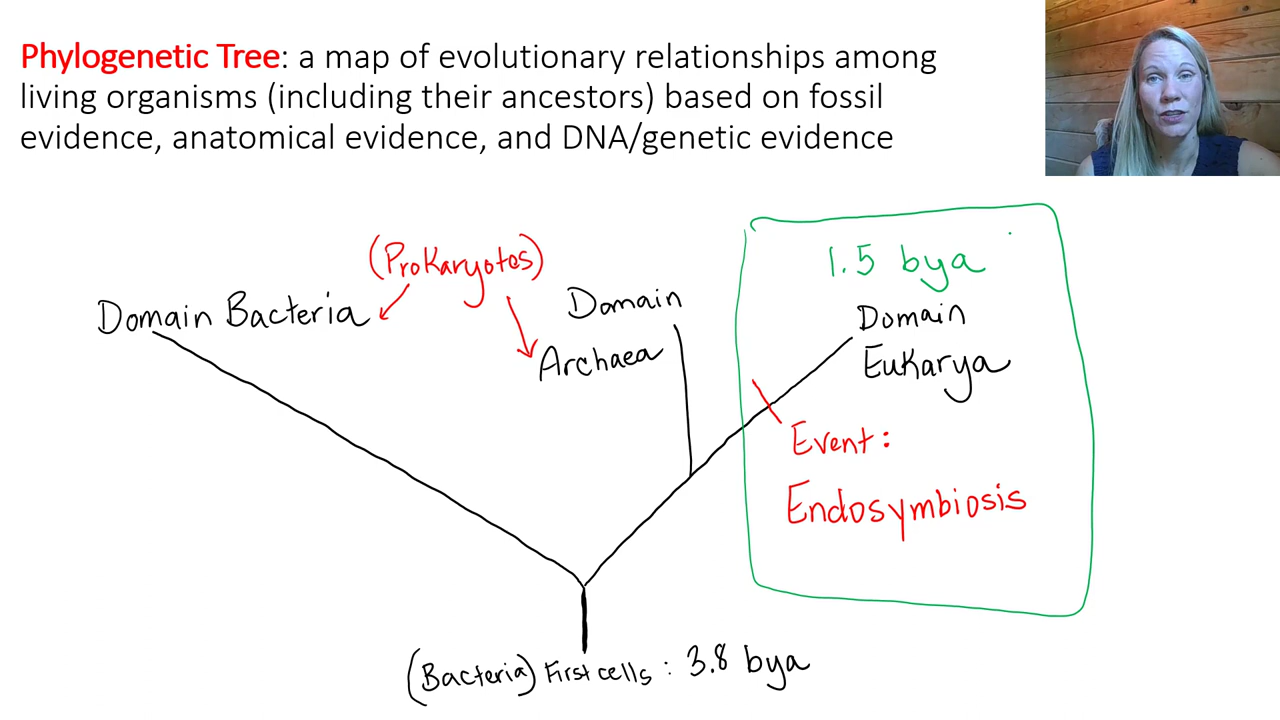 Phylogenetic Tree: a map of evolutionary relationships among
living organisms (including their ancestors) based on fossil
evidence, anatomical evidence, and DNA/genetic evidence
(Prokaryotes)
Domain Bacteria
Domain
Archaea
1.5 bya
Domain
Eukarya
Event:
Endosymbiosis
(Bacteria) First cells: 3.8 bya